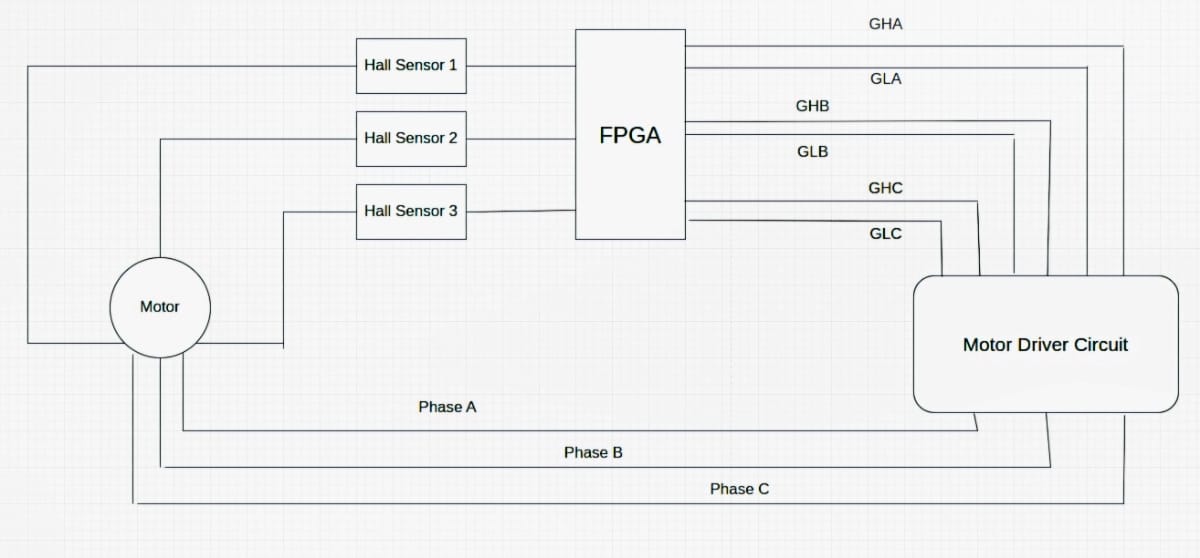 GHA
Hall Sensor 1
GLA
GHB
Hall Sensor 2
FPGA
GLB
GHC
Hall Sensor 3
GLC
Motor
Motor Driver Circuit
Phase A
Phase B
Phase C